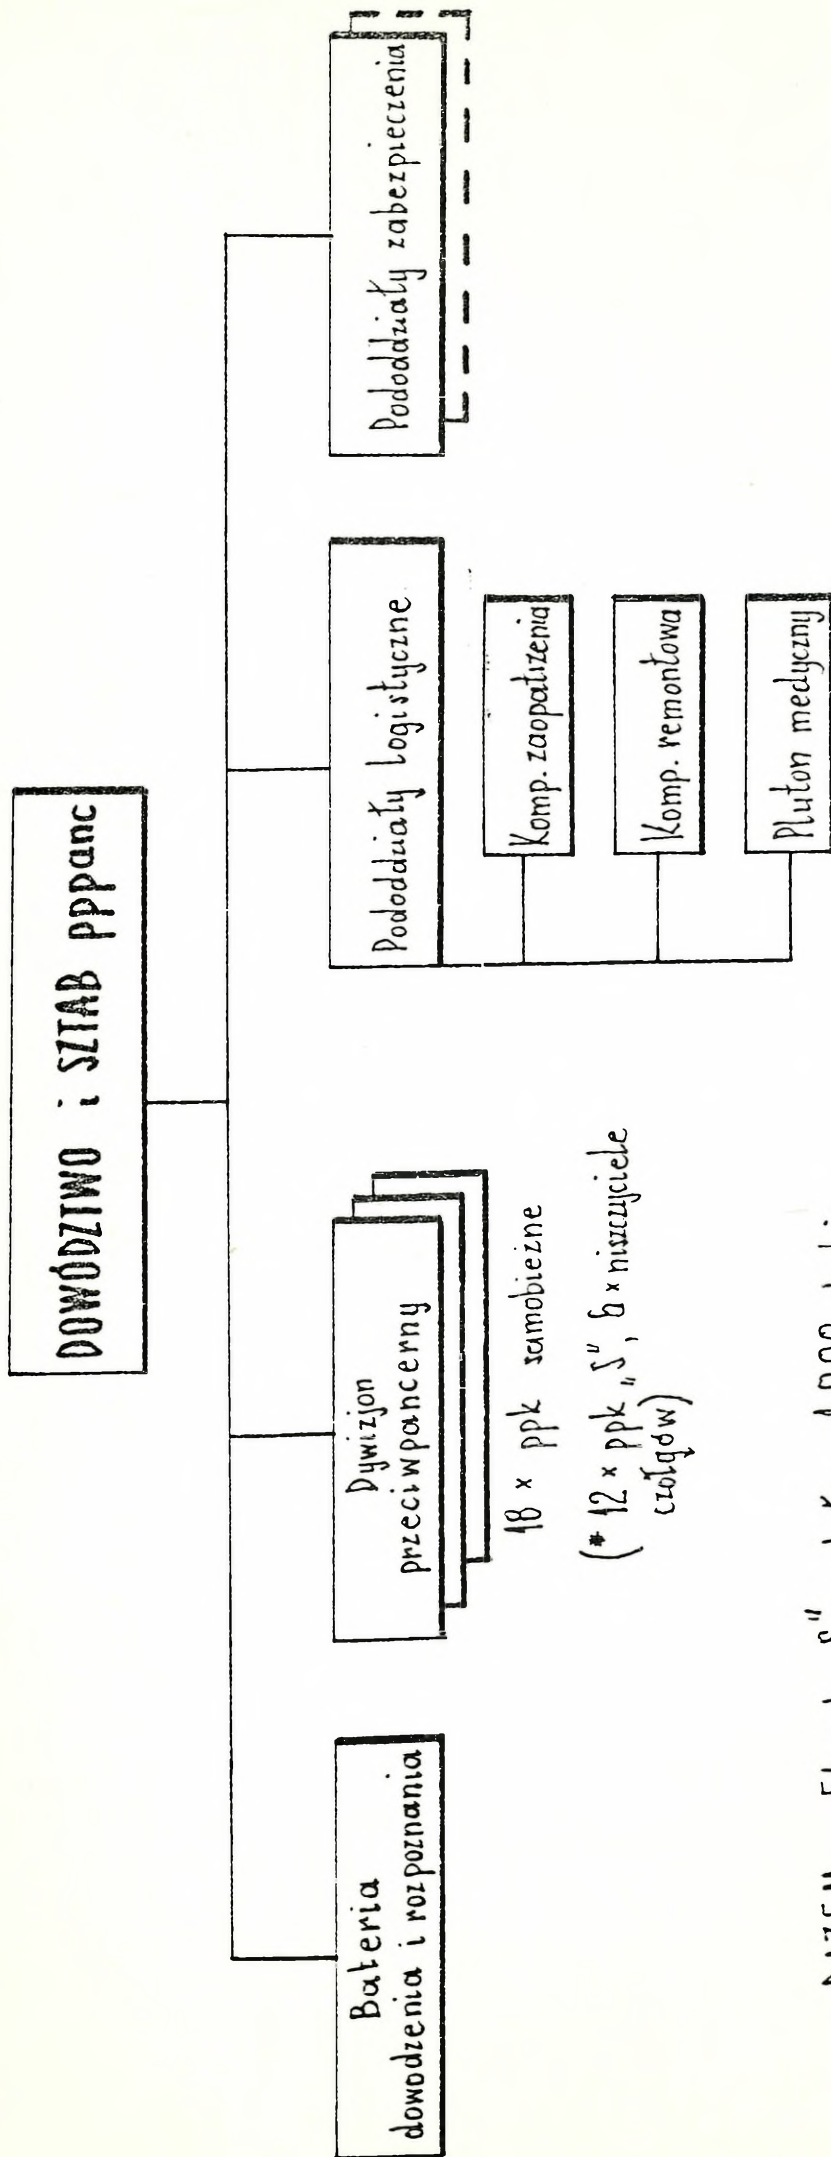 DOWÓDZTWO i SZTAB pppanc
Bateria
dowodzenia i rozpoznania
Dywizjon
przeciwpancerny
18 x ppk samobieżne
(* 12 x ppk „S", 6 x niszczyciele
czołgów)
Pododdziały logistyczne
Komp. zaopatrzenia
Komp. remontowa
Pluton medyczny
Pododdziały zabezpieczenia